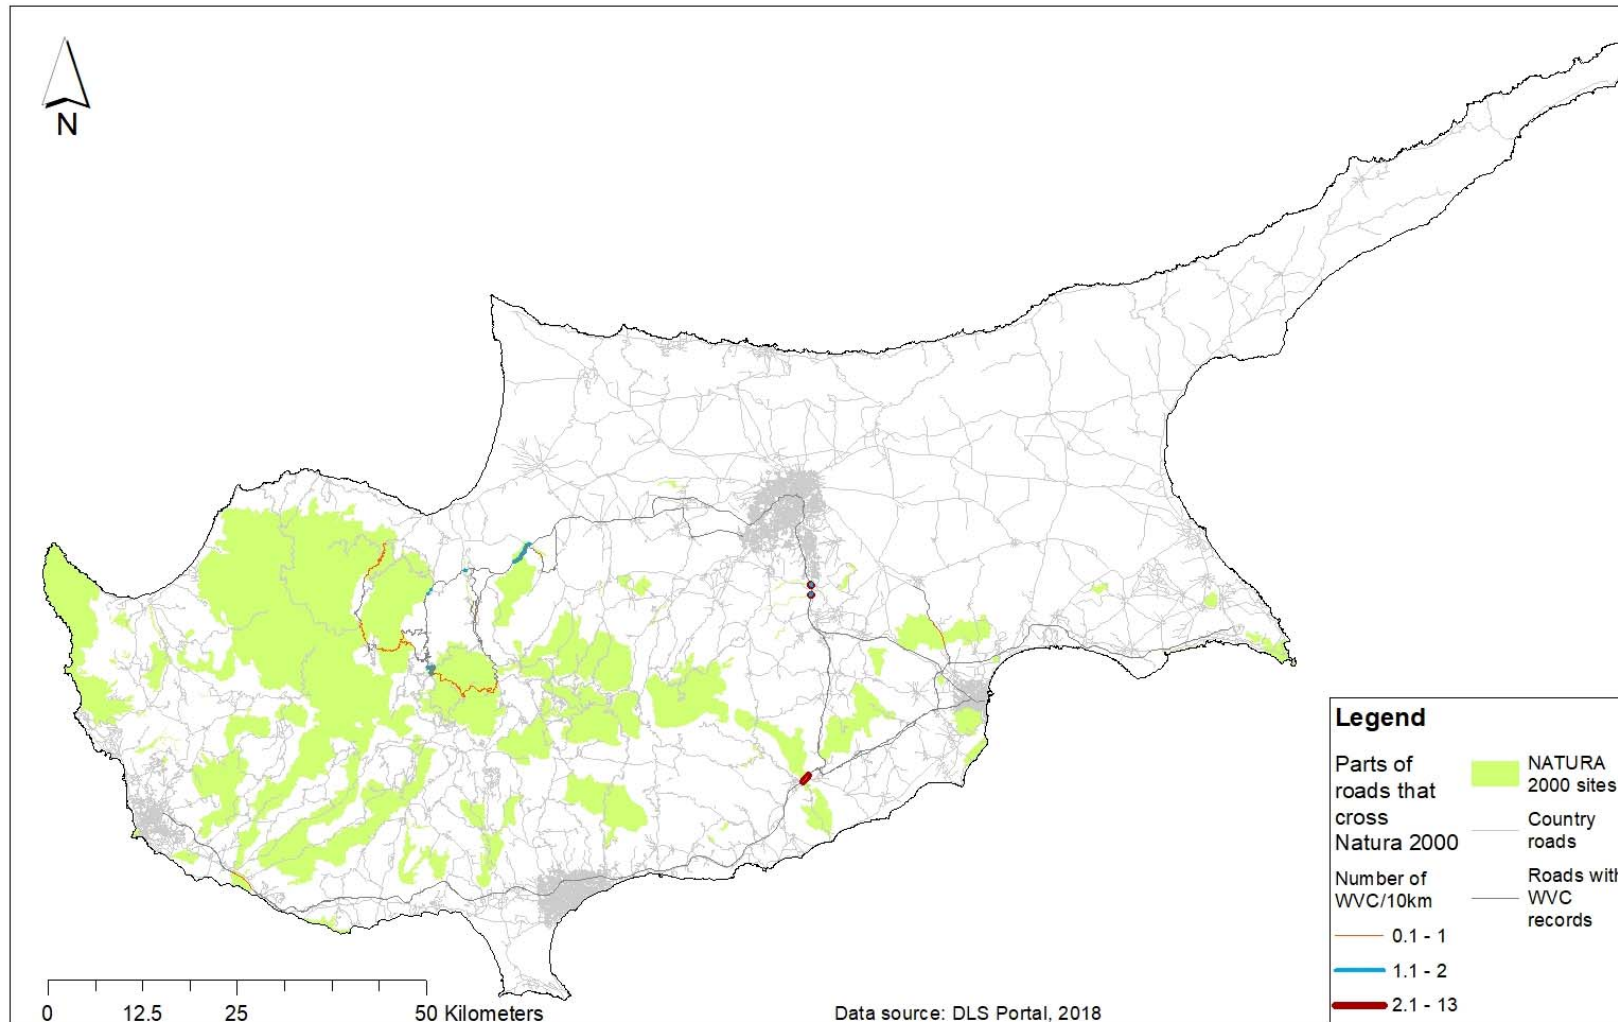 N
Legend
Parts of
roads that
cross
Natura 2000
Number of
WVC/10km
0.1 - 1
1.1 - 2
2.1 - 13
NATURA
2000 sites
Country
roads
Roads with
WVC
records
0 12.5 25 50 Kilometers
Data source: DLS Portal, 2018